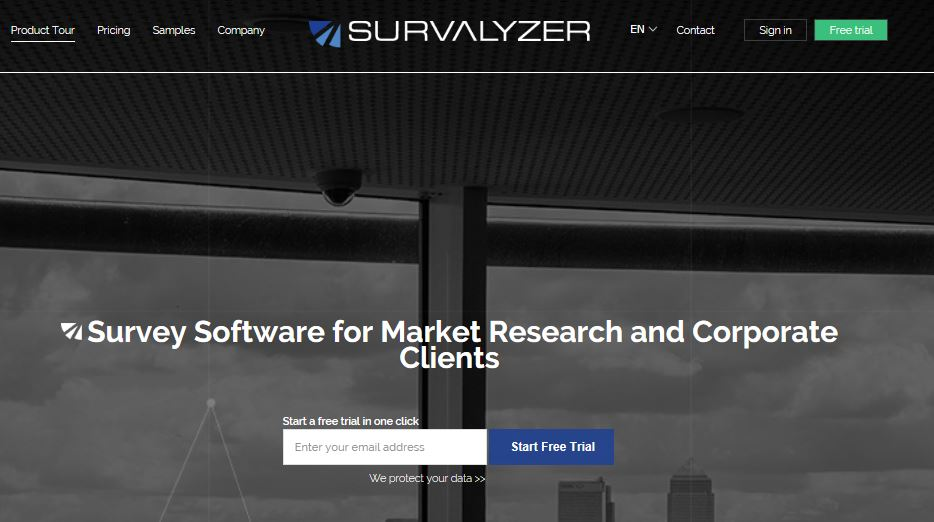 Product Tour Pricing Samples Company SURVALYZER EN Contact Sign in Free trial
Survey Software for Market Research and Corporate
Clients
Start a free trial in one click
Enter your email address Start Free Trial
We protect your data >>